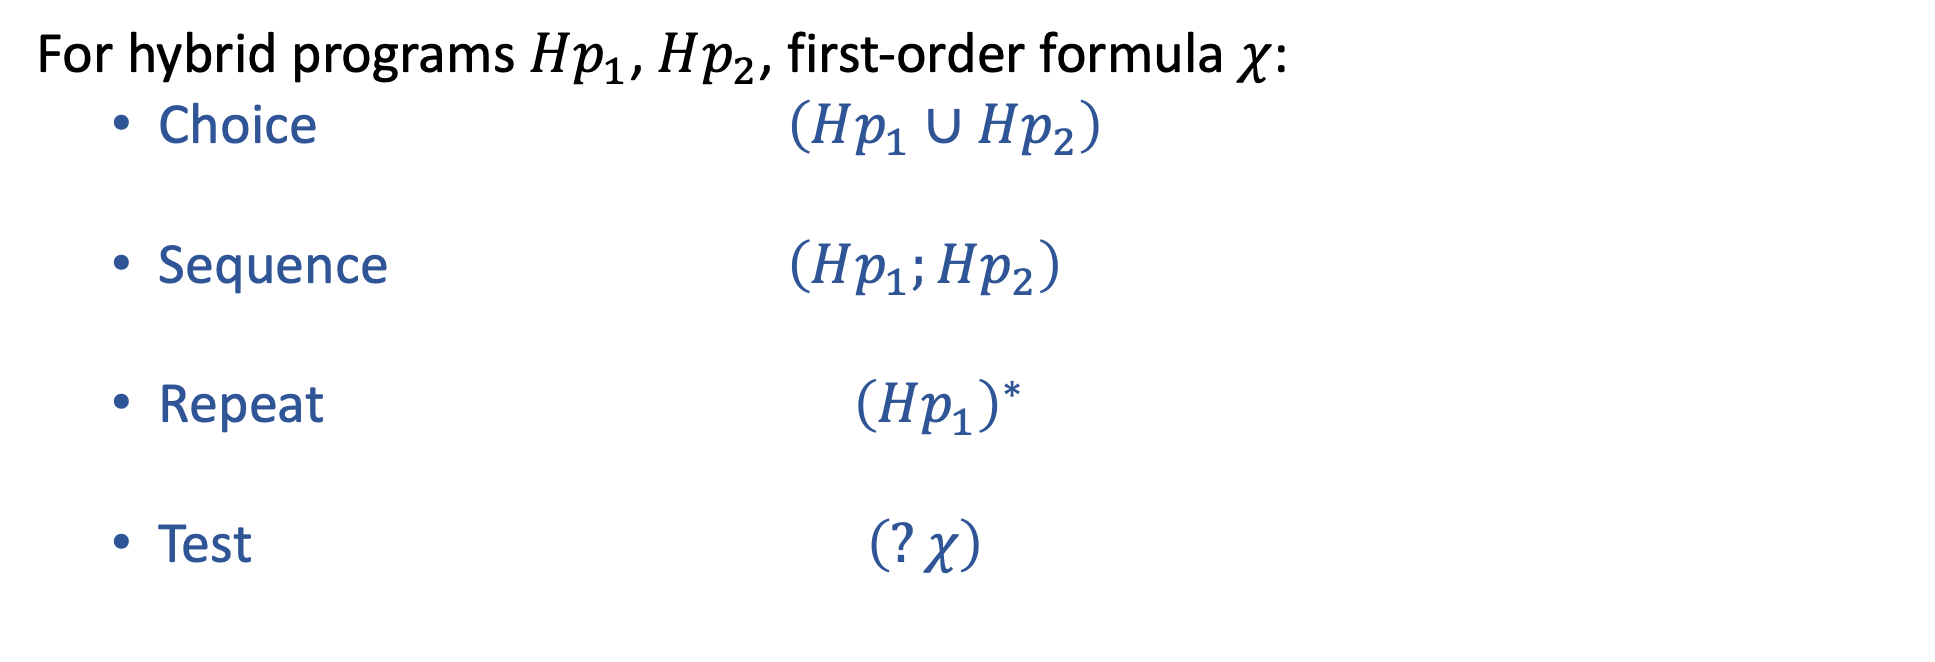 For hybrid programs 𝐻𝑝₁, 𝐻𝑝₂, first-order formula 𝜒:
• Choice (𝐻𝑝₁ ∪ 𝐻𝑝₂)
• Sequence (𝐻𝑝₁; 𝐻𝑝₂)
• Repeat (𝐻𝑝₁)*
• Test (? 𝜒)